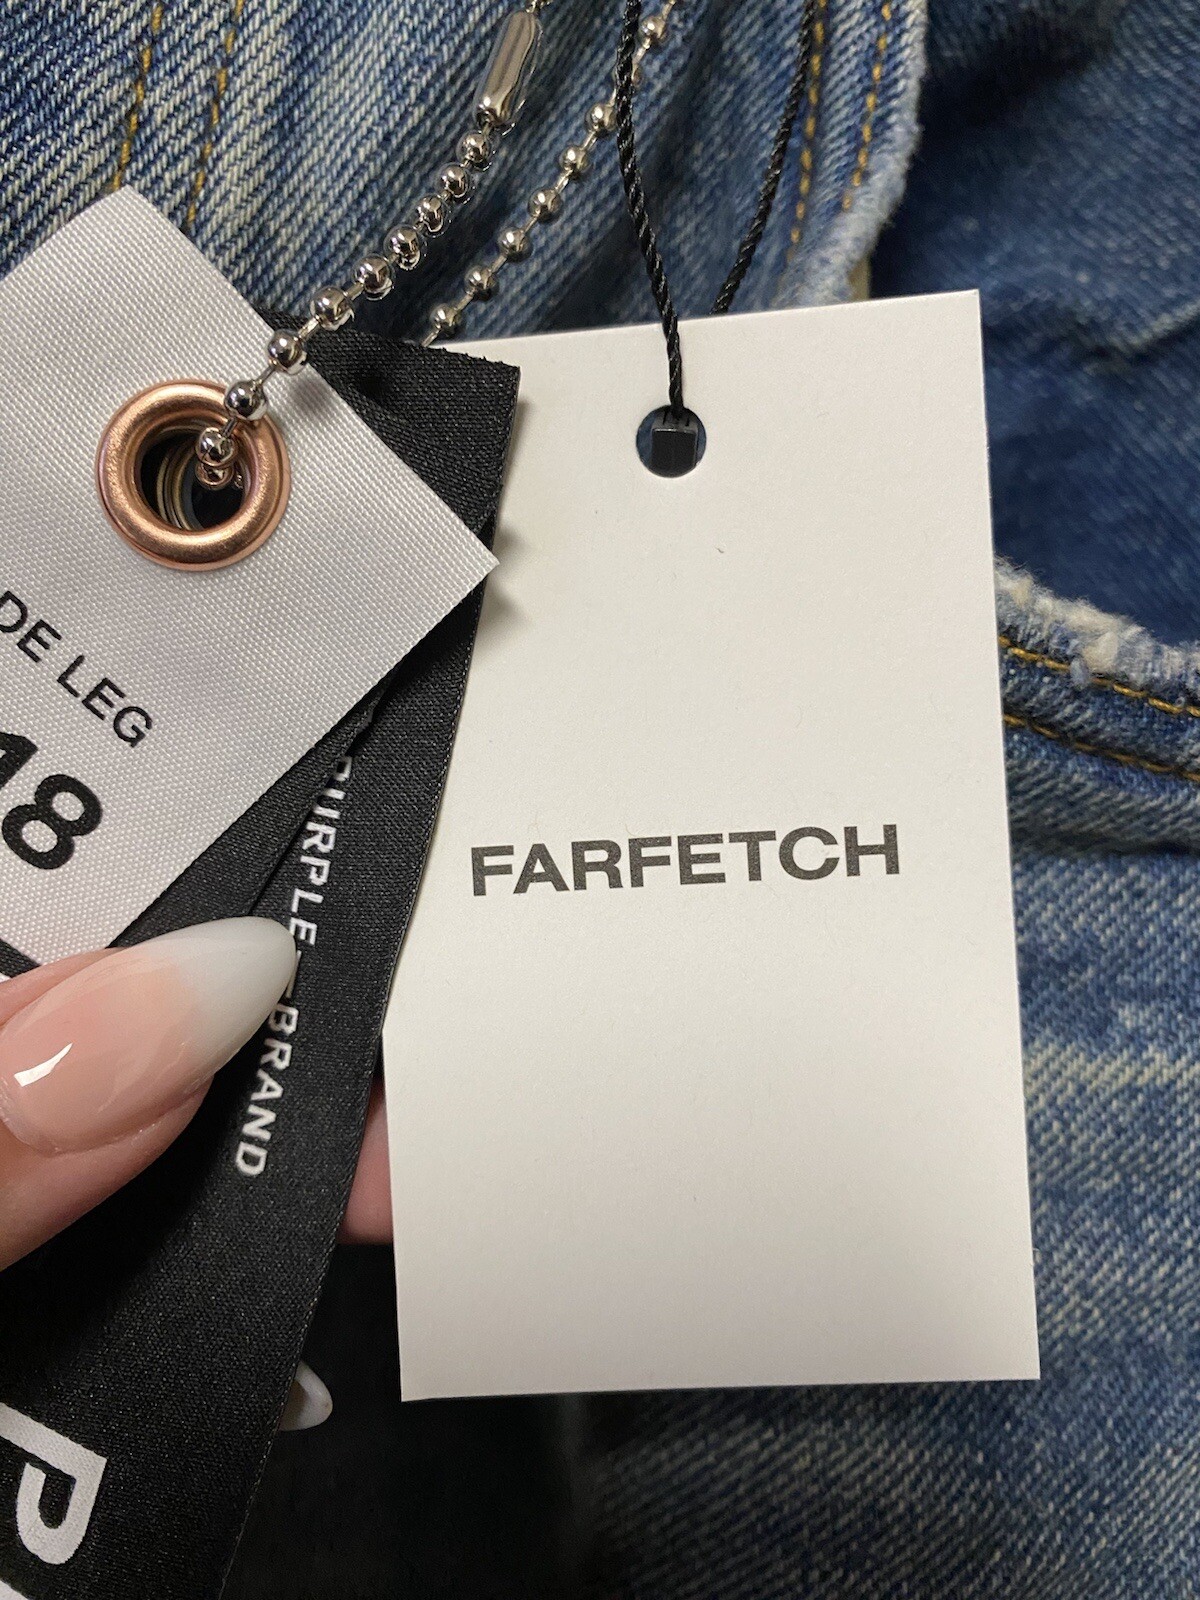 DE LEG
18
PURPLE-BRAND
FARFETCH
P